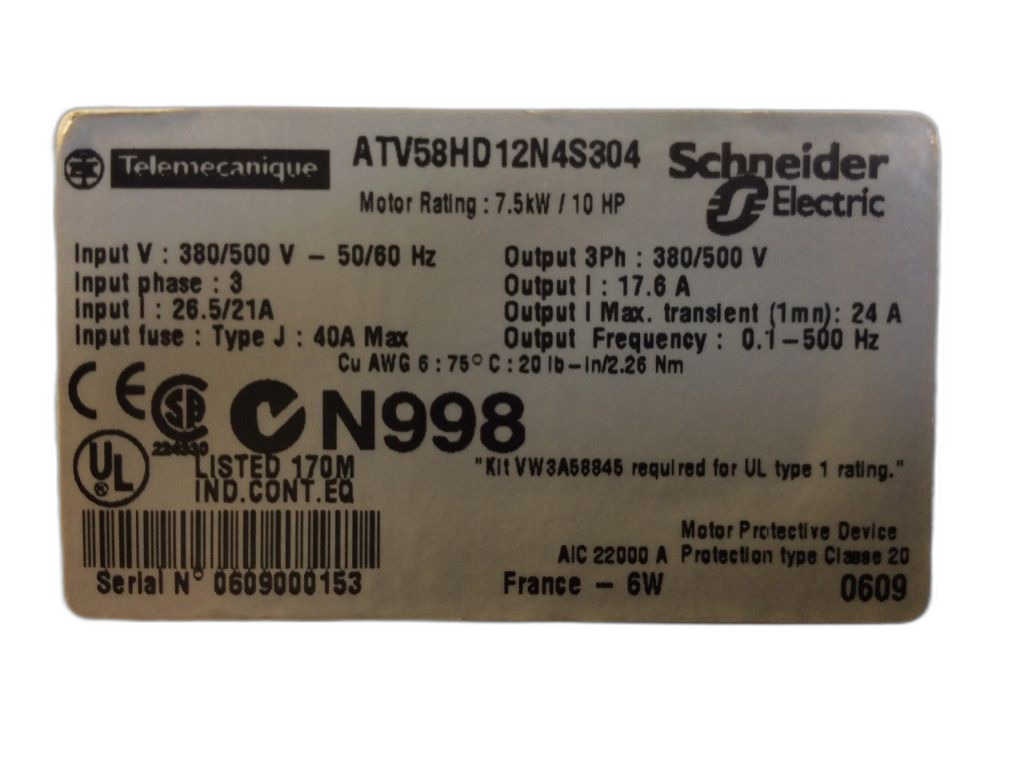 Telemecanique
ATV58HD12N4S304
Schneider
Electric
Motor Rating : 7.5kW / 10 HP
Input V : 380/500 V – 50/60 Hz
Input phase : 3
Input I : 26.5/21A
Input fuse : Type J : 40A Max
Output 3Ph : 380/500 V
Output I : 17.6 A
Output I Max. transient (1mn): 24 A
Output Frequency : 0.1–500 Hz
Cu AWG 6 : 75° C : 20 lb–in/2.26 Nm
CE
SA
N998
UL
®
LISTED 170M
IND.CONT.EQ
"Kit VW3A58845 required for UL type 1 rating."
Motor Protective Device
AIC 22000 A Protection type Classe 20
Serial N° 0609000153
France – 6W
0609